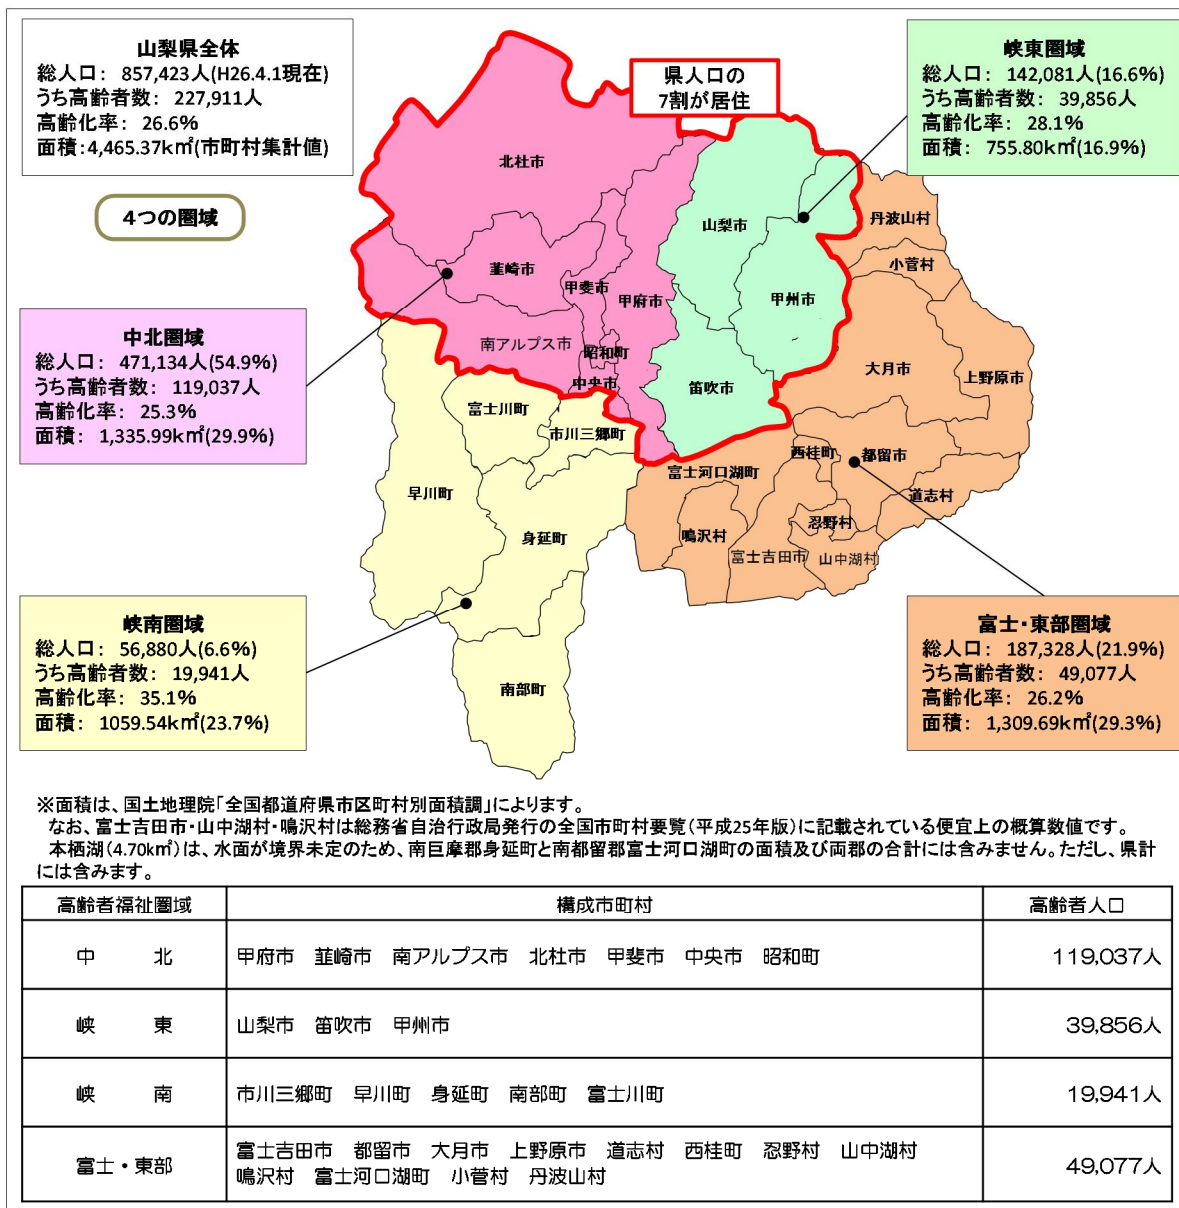 山梨県全体
総人口： 857,423人(H26.4.1現在)
うち高齢者数： 227,911人
高齢化率： 26.6%
面積：4,465.37k㎡(市町村集計値)
4つの圏域
県人口の
7割が居住
峡東圏域
総人口： 142,081人(16.6%)
うち高齢者数： 39,856人
高齢化率： 28.1%
面積： 755.80k㎡(16.9%)
中北圏域
総人口： 471,134人(54.9%)
うち高齢者数： 119,037人
高齢化率： 25.3%
面積： 1,335.99k㎡(29.9%)
峡南圏域
総人口： 56,880人(6.6%)
うち高齢者数： 19,941人
高齢化率： 35.1%
面積： 1059.54k㎡(23.7%)
富士・東部圏域
総人口： 187,328人(21.9%)
うち高齢者数： 49,077人
高齢化率： 26.2%
面積： 1,309.69k㎡(29.3%)
北杜市
韮崎市
甲斐市
甲府市
南アルプス市
昭和町
中央市
山梨市
甲州市
笛吹市
丹波山村
小菅村
大月市
上野原市
富士川町
市川三郷町
早川町
身延町
南部町
西桂町
都留市
富士河口湖町
道志村
忍野村
鳴沢村
富士吉田市
山中湖村
※面積は、国土地理院「全国都道府県市区町村別面積調」によります。
なお、富士吉田市・山中湖村・鳴沢村は総務省自治行政局発行の全国市町村要覧（平成25年版）に記載されている便宜上の概算数値です。
本栖湖（4.70k㎡）は、水面が境界未定のため、南巨摩郡身延町と南都留郡富士河口湖町の面積及び両郡の合計には含みません。ただし、県計
には含みます。
高齢者福祉圏域 構成市町村 高齢者人口
中　北 甲府市　韮崎市　南アルプス市　北杜市　甲斐市　中央市　昭和町 119,037人
峡　東 山梨市　笛吹市　甲州市 39,856人
峡　南 市川三郷町　早川町　身延町　南部町　富士川町 19,941人
富士・東部 富士吉田市　都留市　大月市　上野原市　道志村　西桂町　忍野村　山中湖村
鳴沢村　富士河口湖町　小菅村　丹波山村 49,077人